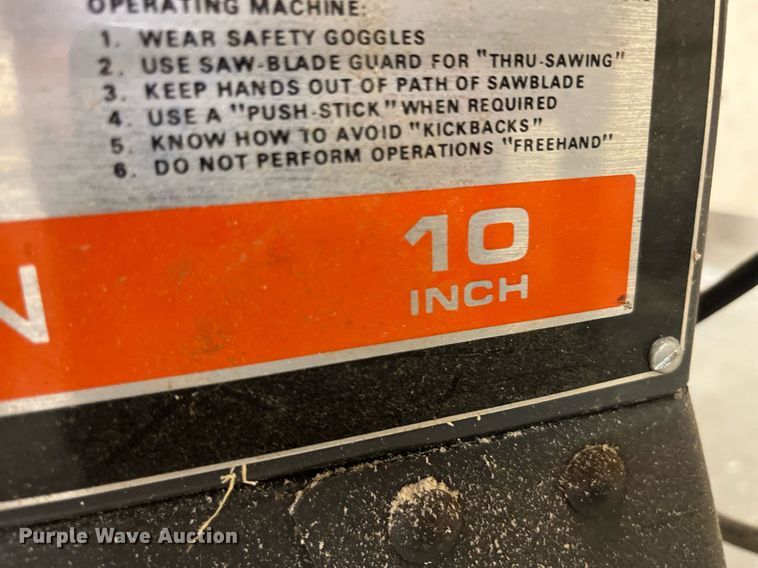 OPERATING MACHINE:
1. WEAR SAFETY GOGGLES
2. USE SAW-BLADE GUARD FOR "THRU-SAWING"
3. KEEP HANDS OUT OF PATH OF SAWBLADE
4. USE A "PUSH-STICK" WHEN REQUIRED
5. KNOW HOW TO AVOID "KICKBACKS"
6. DO NOT PERFORM OPERATIONS "FREEHAND"
N
10
INCH
Purple Wave Auction